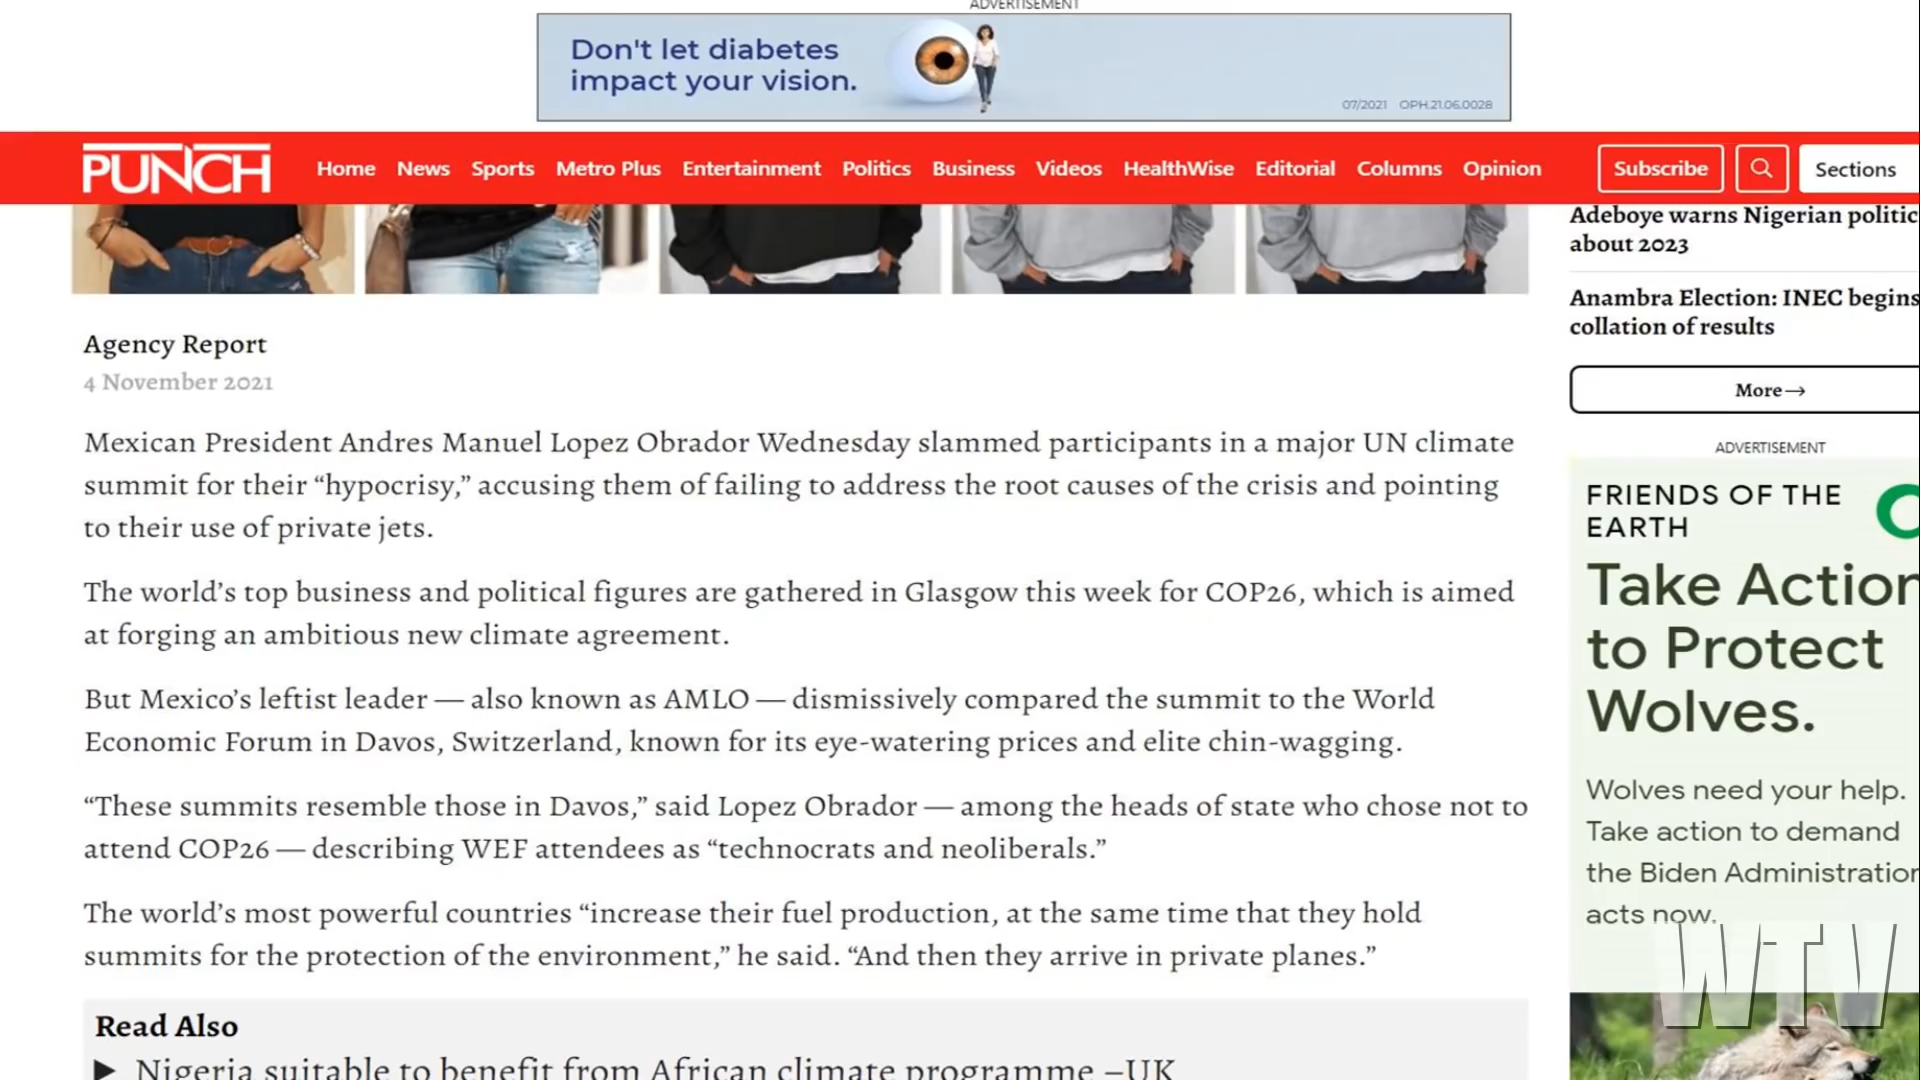 ADVERTISEMENT
Don't let diabetes
impact your vision.
07/2021 OPH.21.06.0028
PUNCH
Home News Sports Metro Plus Entertainment Politics Business Videos HealthWise Editorial Columns Opinion Subscribe Sections
Adeboye warns Nigerian politic
about 2023
Anambra Election: INEC begins
collation of results
More→
Agency Report
4 November 2021
Mexican President Andres Manuel Lopez Obrador Wednesday slammed participants in a major UN climate
summit for their “hypocrisy,” accusing them of failing to address the root causes of the crisis and pointing
to their use of private jets.
The world’s top business and political figures are gathered in Glasgow this week for COP26, which is aimed
at forging an ambitious new climate agreement.
But Mexico’s leftist leader — also known as AMLO — dismissively compared the summit to the World
Economic Forum in Davos, Switzerland, known for its eye-watering prices and elite chin-wagging.
“These summits resemble those in Davos,” said Lopez Obrador — among the heads of state who chose not to
attend COP26 — describing WEF attendees as “technocrats and neoliberals.”
The world’s most powerful countries “increase their fuel production, at the same time that they hold
summits for the protection of the environment,” he said. “And then they arrive in private planes.”
Read Also
Nigeria suitable to benefit from African climate programme –UK
ADVERTISEMENT
FRIENDS OF THE
EARTH
Take Action
to Protect
Wolves.
Wolves need your help.
Take action to demand
the Biden Administration
acts now.
WTV